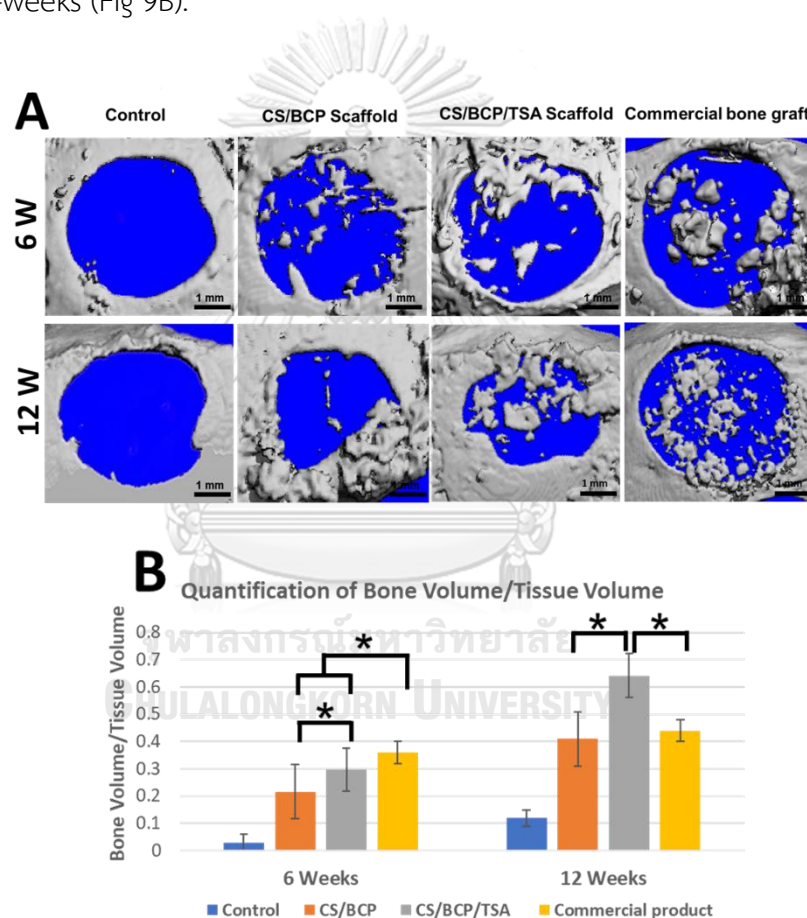 -weeks (Fig 9B).
A
Control CS/BCP Scaffold CS/BCP/TSA Scaffold Commercial bone graft
6 W
1 mm 1 mm 1 mm 1 mm
12 W
1 mm 1 mm 1 mm
B
Quantification of Bone Volume/Tissue Volume
Bone Volume/Tissue Volume
0.8
0.7
0.6
0.5
0.4
0.3
0.2
0.1
0
* * * *
จุฬาลงกรณ์มหาวิทยาลัย
CHULALONGKORN UNIVERSITY
6 Weeks 12 Weeks
Control CS/BCP CS/BCP/TSA Commercial product